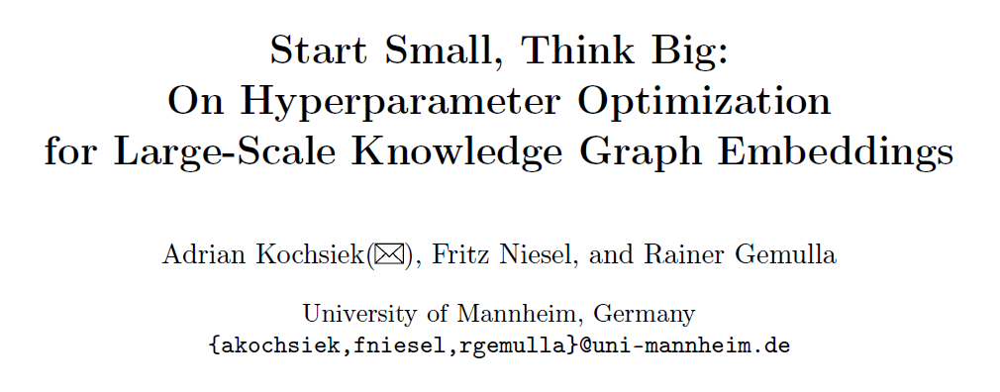 Start Small, Think Big:
On Hyperparameter Optimization
for Large-Scale Knowledge Graph Embeddings
Adrian Kochsiek(✉), Fritz Niesel, and Rainer Gemulla
University of Mannheim, Germany
{akochsiek,fniesel,rgemulla}@uni-mannheim.de